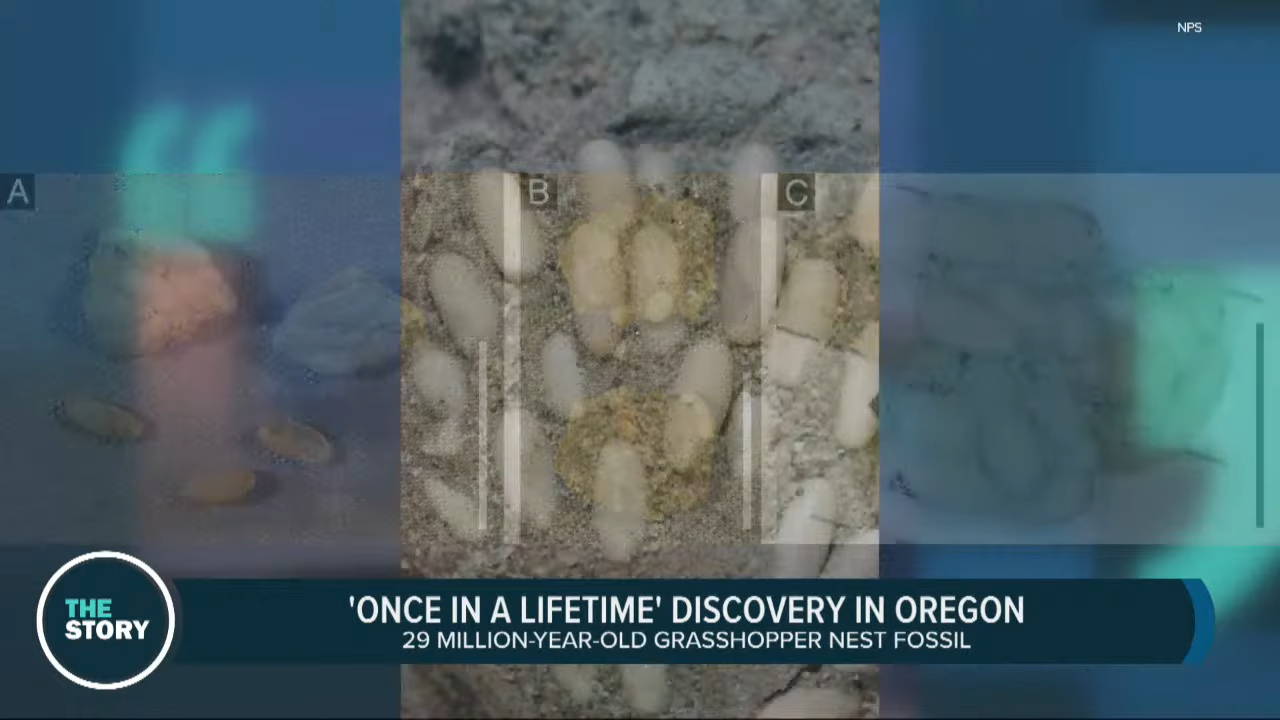 NPS
A
B
C
THE
STORY
'ONCE IN A LIFETIME' DISCOVERY IN OREGON
29 MILLION-YEAR-OLD GRASSHOPPER NEST FOSSIL